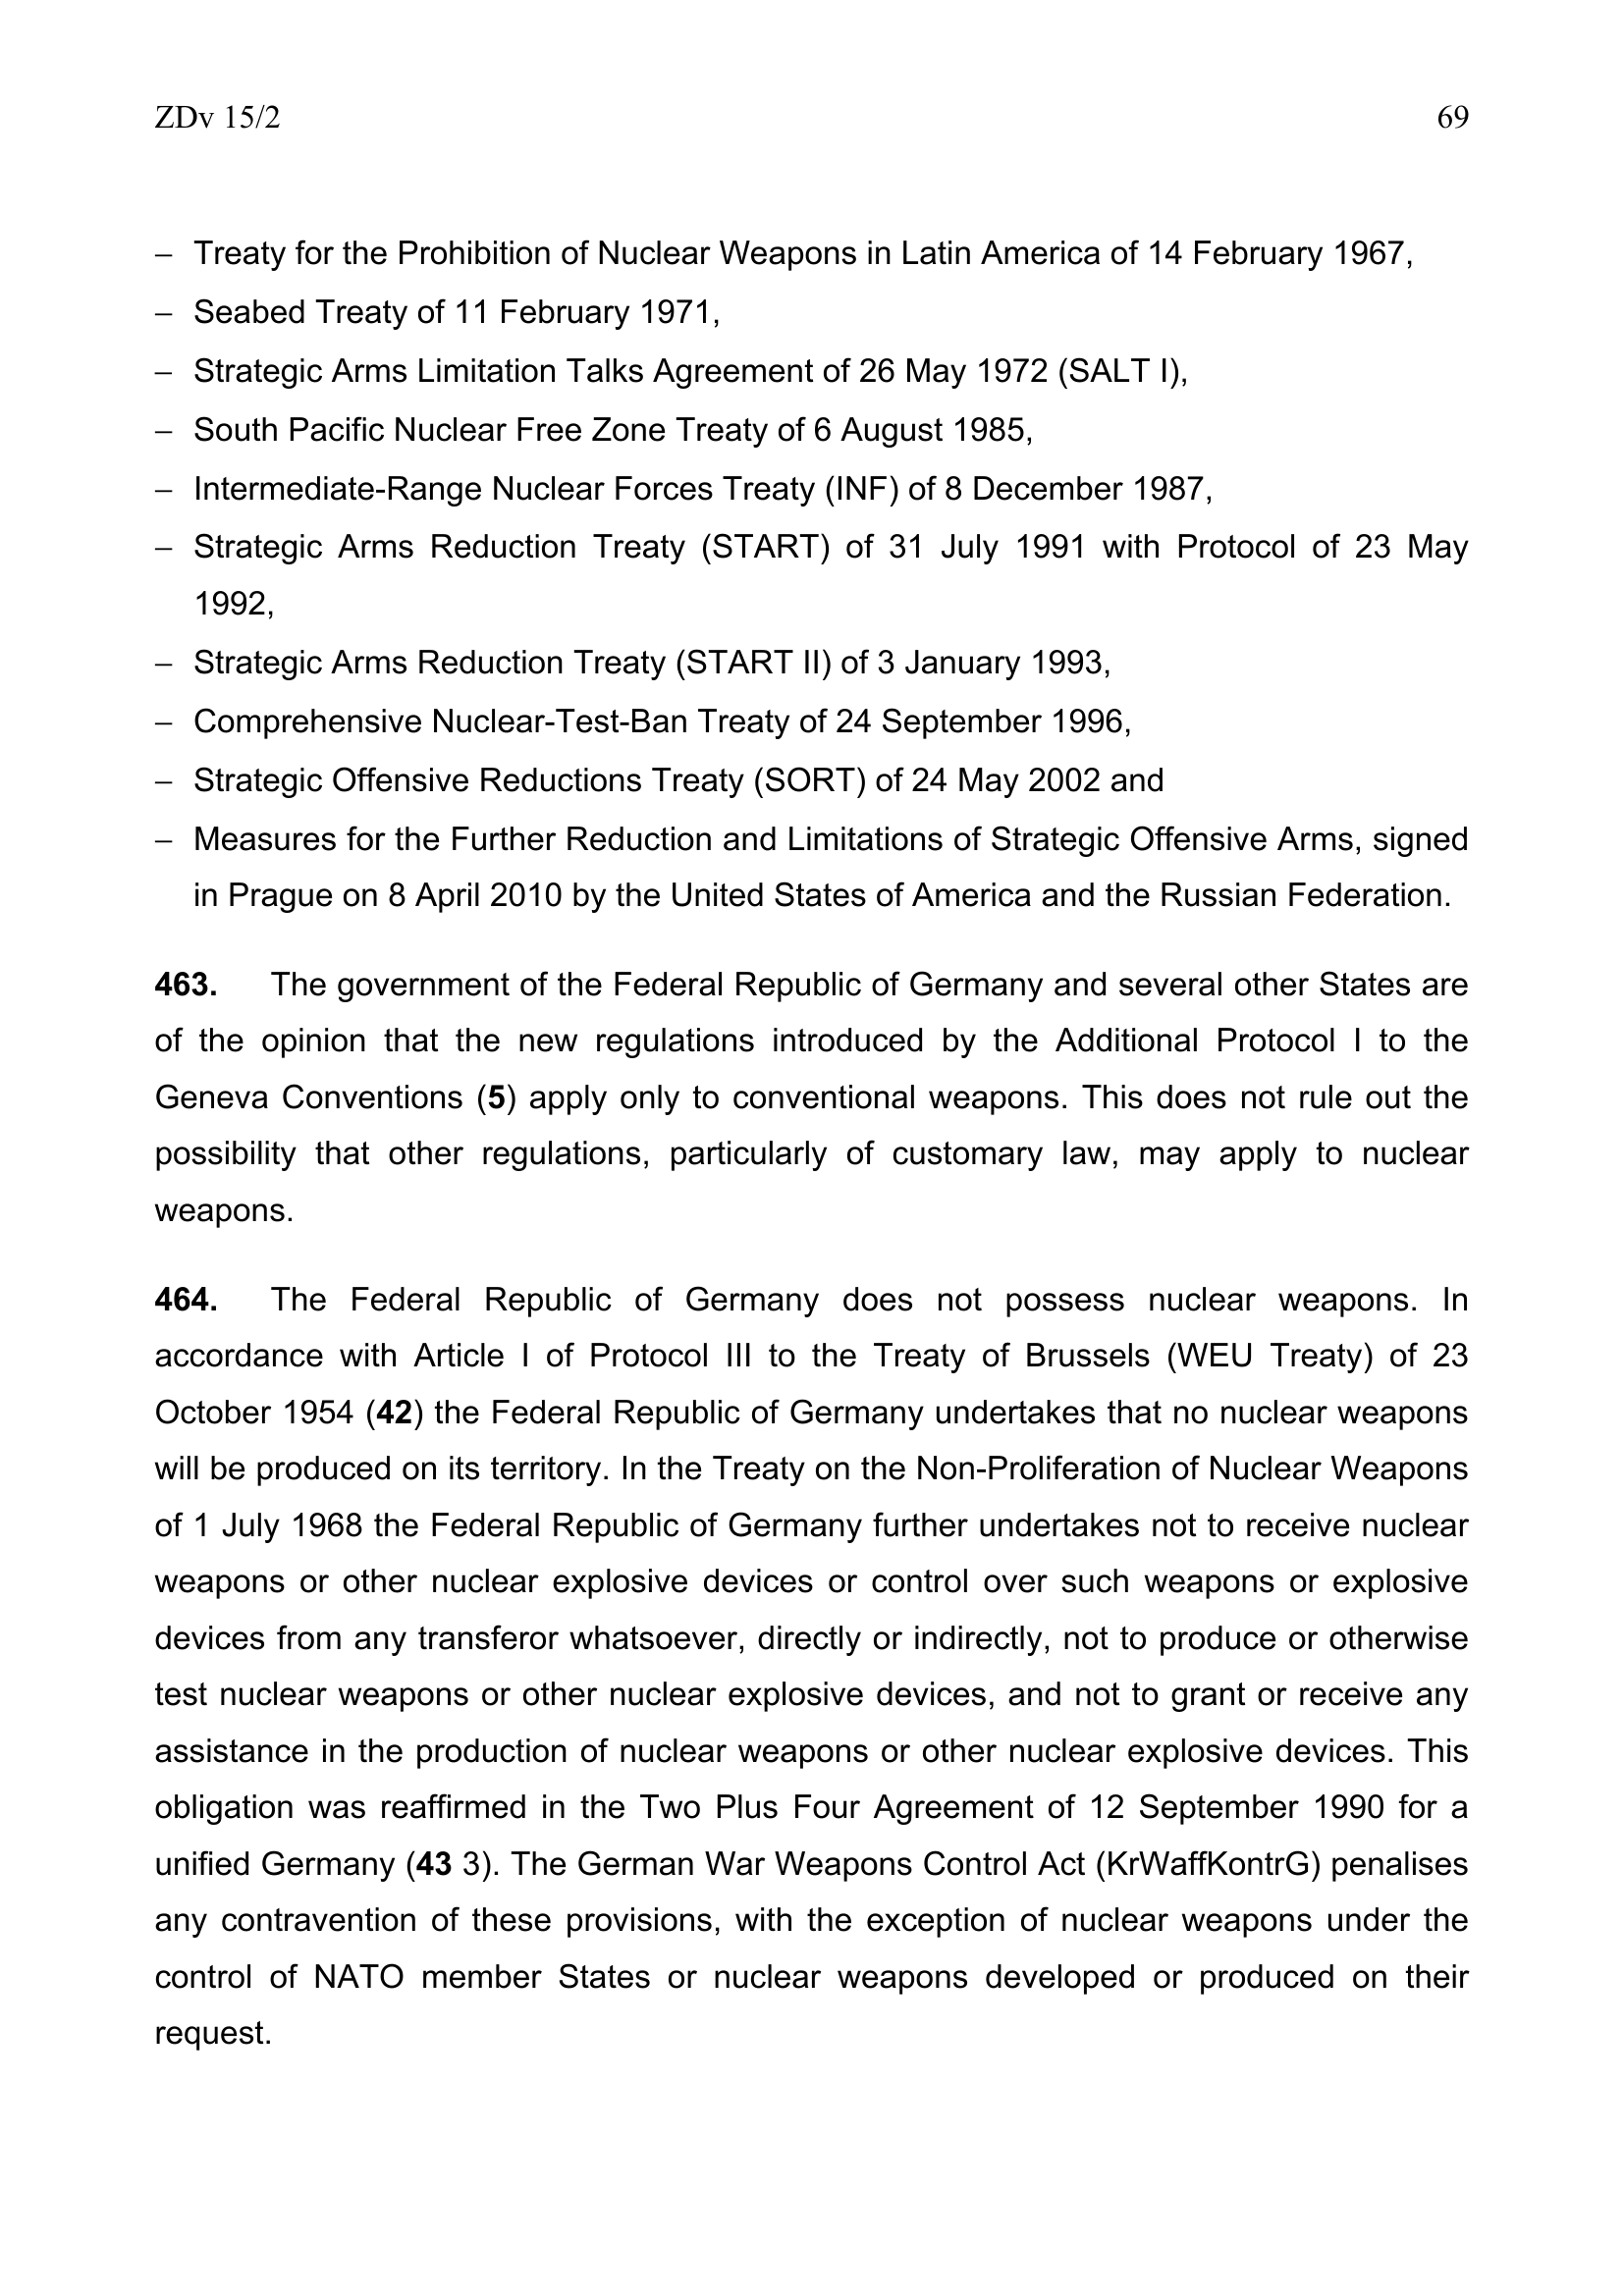 ZDv 15/2 69
– Treaty for the Prohibition of Nuclear Weapons in Latin America of 14 February 1967,
– Seabed Treaty of 11 February 1971,
– Strategic Arms Limitation Talks Agreement of 26 May 1972 (SALT I),
– South Pacific Nuclear Free Zone Treaty of 6 August 1985,
– Intermediate-Range Nuclear Forces Treaty (INF) of 8 December 1987,
– Strategic Arms Reduction Treaty (START) of 31 July 1991 with Protocol of 23 May
1992,
– Strategic Arms Reduction Treaty (START II) of 3 January 1993,
– Comprehensive Nuclear-Test-Ban Treaty of 24 September 1996,
– Strategic Offensive Reductions Treaty (SORT) of 24 May 2002 and
– Measures for the Further Reduction and Limitations of Strategic Offensive Arms, signed
in Prague on 8 April 2010 by the United States of America and the Russian Federation.
463. The government of the Federal Republic of Germany and several other States are
of the opinion that the new regulations introduced by the Additional Protocol I to the
Geneva Conventions (5) apply only to conventional weapons. This does not rule out the
possibility that other regulations, particularly of customary law, may apply to nuclear
weapons.
464. The Federal Republic of Germany does not possess nuclear weapons. In
accordance with Article I of Protocol III to the Treaty of Brussels (WEU Treaty) of 23
October 1954 (42) the Federal Republic of Germany undertakes that no nuclear weapons
will be produced on its territory. In the Treaty on the Non-Proliferation of Nuclear Weapons
of 1 July 1968 the Federal Republic of Germany further undertakes not to receive nuclear
weapons or other nuclear explosive devices or control over such weapons or explosive
devices from any transferor whatsoever, directly or indirectly, not to produce or otherwise
test nuclear weapons or other nuclear explosive devices, and not to grant or receive any
assistance in the production of nuclear weapons or other nuclear explosive devices. This
obligation was reaffirmed in the Two Plus Four Agreement of 12 September 1990 for a
unified Germany (43 3). The German War Weapons Control Act (KrWaffKontrG) penalises
any contravention of these provisions, with the exception of nuclear weapons under the
control of NATO member States or nuclear weapons developed or produced on their
request.